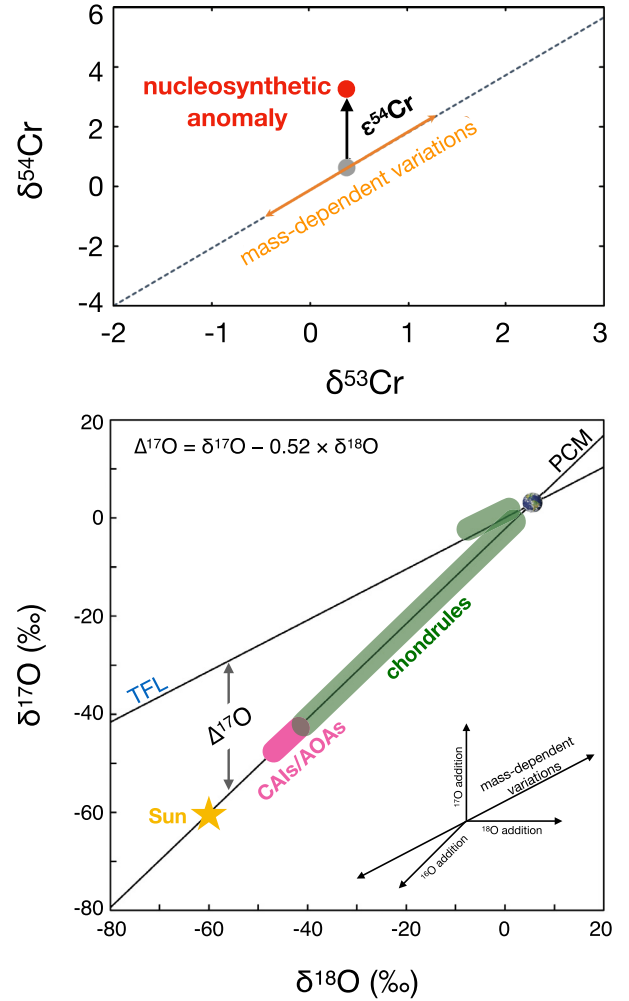 6
4
2
0
-2
-4
δ⁵⁴Cr
nucleosynthetic
anomaly
ε⁵⁴Cr
mass-dependent variations
-2
-1
0
1
2
3
δ⁵³Cr
20
0
-20
-40
-60
-80
δ¹⁷O (‰)
Δ¹⁷O = δ¹⁷O − 0.52 × δ¹⁸O
PCM
chondrules
TFL
Δ¹⁷O
CAIs/AOAs
Sun
¹⁷O addition
mass-dependent
variations
¹⁸O addition
¹⁶O addition
-80
-60
-40
-20
0
20
δ¹⁸O (‰)